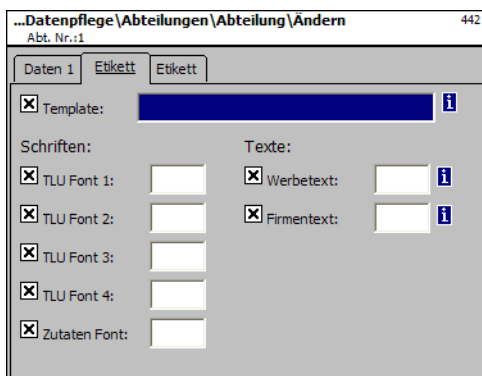 ...Datenpflege\Abteilungen\Abteilung\Ändern 442
Abt. Nr.:1
Daten 1 Etikett Etikett
Template: i
Schriften: Texte:
TLU Font 1: Werbetext: i
TLU Font 2: Firmentext: i
TLU Font 3:
TLU Font 4:
Zutaten Font: